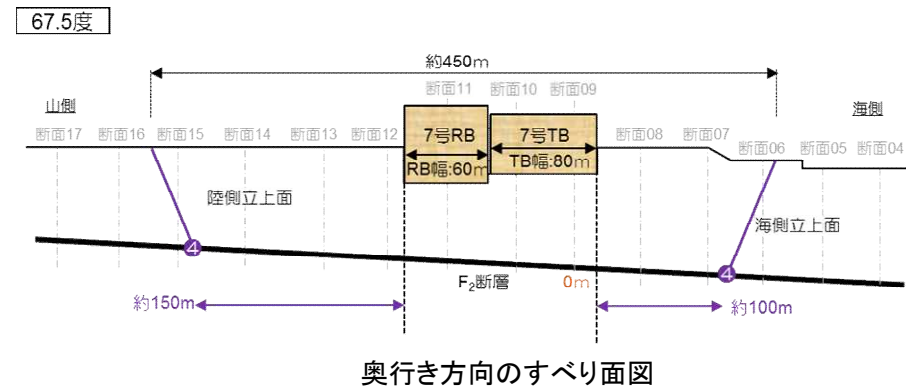 67.5度
約450m
断面11 断面10 断面09
山側 海側
断面17 断面16 断面15 断面14 断面13 断面12 7号RB 7号TB 断面08 断面07 断面06 断面05 断面04
RB幅:60m TB幅:80m
陸側立上面 海側立上面
④ ④
F₂断層 0m
約150m 約100m
奥行き方向のすべり面図